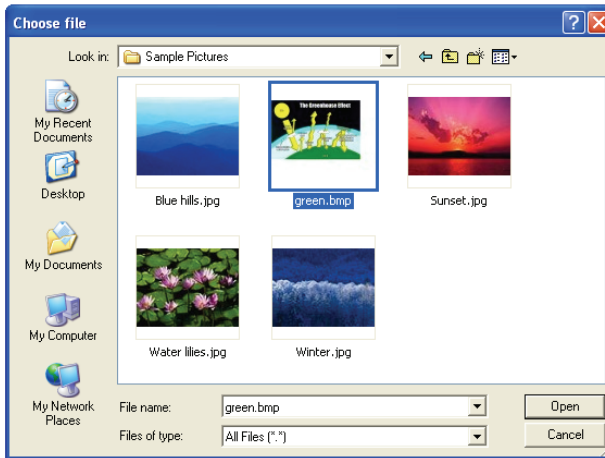 Choose file
Look in:
Sample Pictures
My Recent
Documents
Desktop
My Documents
My Computer
My Network
Places
The Greenhouse Effect
Blue hills.jpg
green.bmp
Sunset.jpg
Water lilies.jpg
Winter.jpg
File name:
green.bmp
Open
Files of type:
All Files (*.*)
Cancel